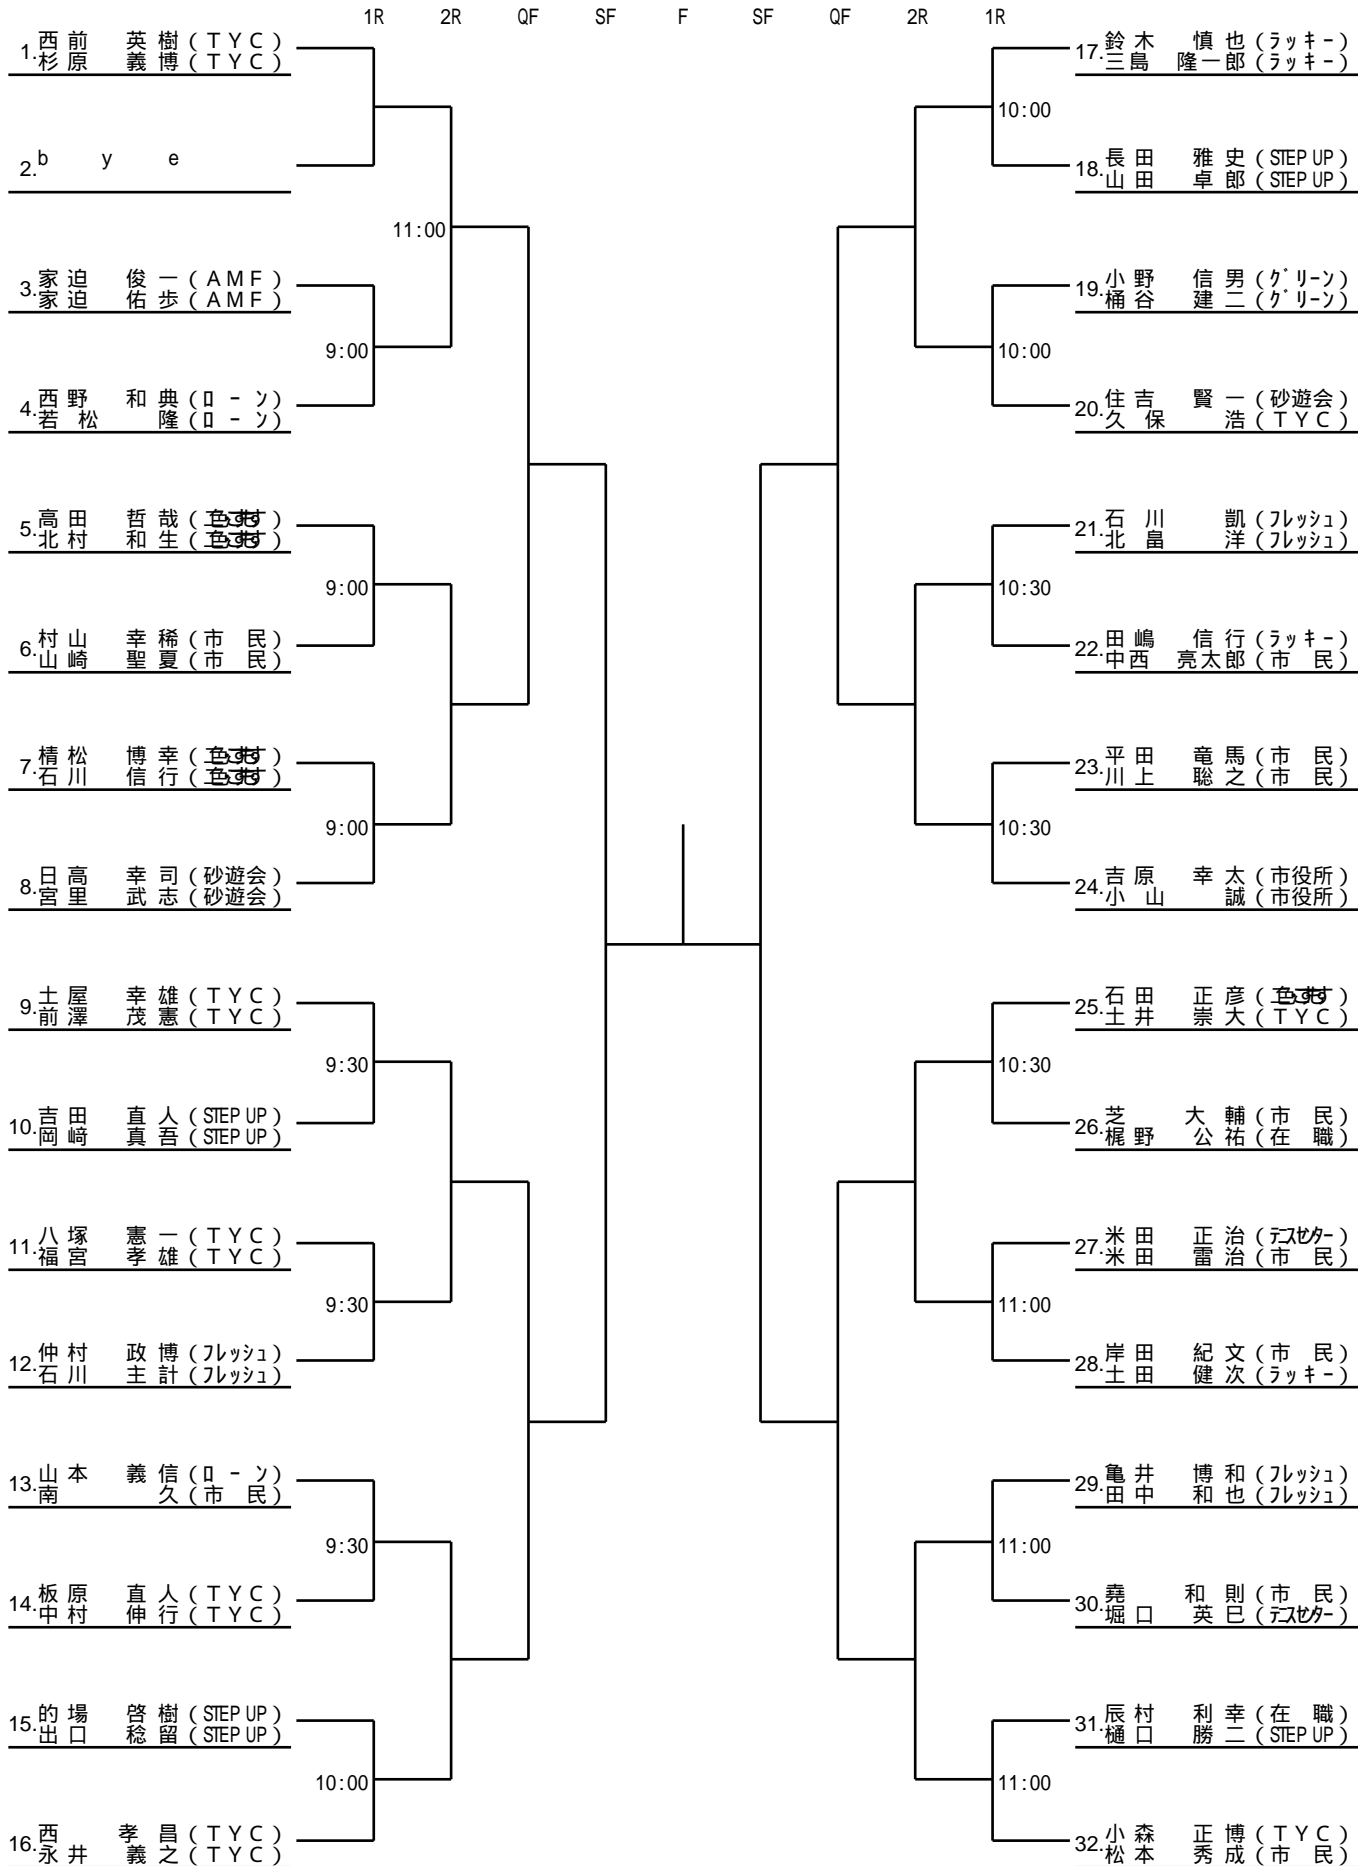 1R 2R QF SF F SF QF 2R 1R
1. 西前 英樹(TYC)
杉原 義博(TYC)
2. bye
11:00
3. 家迫 俊一(AMF)
家迫 佑歩(AMF)
9:00
4. 西野 和典(ローン)
若松 隆(ローン)
5. 高田 哲哉(
北村 和生(
9:00
6. 村山 幸稀(市 民)
山崎 聖夏(市 民)
7. 楕松 博幸(
石川 信行(
9:00
8. 日高 幸司(砂遊会)
宮里 武志(砂遊会)
9. 土屋 幸雄(TYC)
前澤 茂憲(TYC)
9:30
10. 吉田 直人(STEP UP)
岡﨑 真吾(STEP UP)
11. 八塚 憲一(TYC)
福宮 孝雄(TYC)
9:30
12. 仲村 政博(フレッシュ)
石川 主計(フレッシュ)
13. 山本 義信(ローン)
南 久(市 民)
9:30
14. 板原 直人(TYC)
中村 伸行(TYC)
15. 的場 啓樹(STEP UP)
出口 稔留(STEP UP)
10:00
16. 西 孝昌(TYC)
永井 義之(TYC)
17. 鈴木 慎也(ラッキー)
三島 隆一郎(ラッキー)
10:00
18. 長田 雅史(STEP UP)
山田 卓郎(STEP UP)
19. 小野 信男(グリーン)
桶谷 建二(グリーン)
10:00
20. 住吉 賢一(砂遊会)
久保 浩(TYC)
21. 石川 凱(フレッシュ)
北畠 洋(フレッシュ)
10:30
22. 田嶋 信行(ラッキー)
中西 亮太郎(市 民)
23. 平田 竜馬(市 民)
川上 聡之(市 民)
10:30
24. 吉原 幸太(市役所)
小山 誠(市役所)
25. 石田 正彦(
土井 崇大(TYC)
10:30
26. 芝 大輔(市 民)
梶野 公祐(在 職)
27. 米田 正治(テニスセンター)
米田 雷治(市 民)
11:00
28. 岸田 紀文(市 民)
土田 健次(ラッキー)
29. 亀井 博和(フレッシュ)
田中 和也(フレッシュ)
11:00
30. 堯 和則(市 民)
堀口 英巳(テニスセンター)
31. 辰村 利幸(在 職)
樋口 勝二(STEP UP)
11:00
32. 小森 正博(TYC)
松本 秀成(市 民)